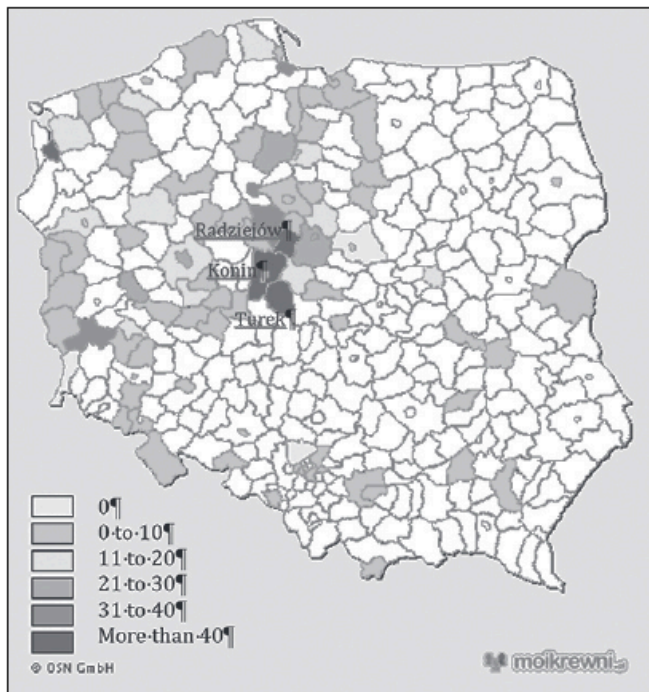 Radziejów¶
Konin¶
Turek¶
0¶
0·to·10¶
11·to·20¶
21·to·30¶
31·to·40¶
More·than·40¶
© OSN GmbH
moikrewni